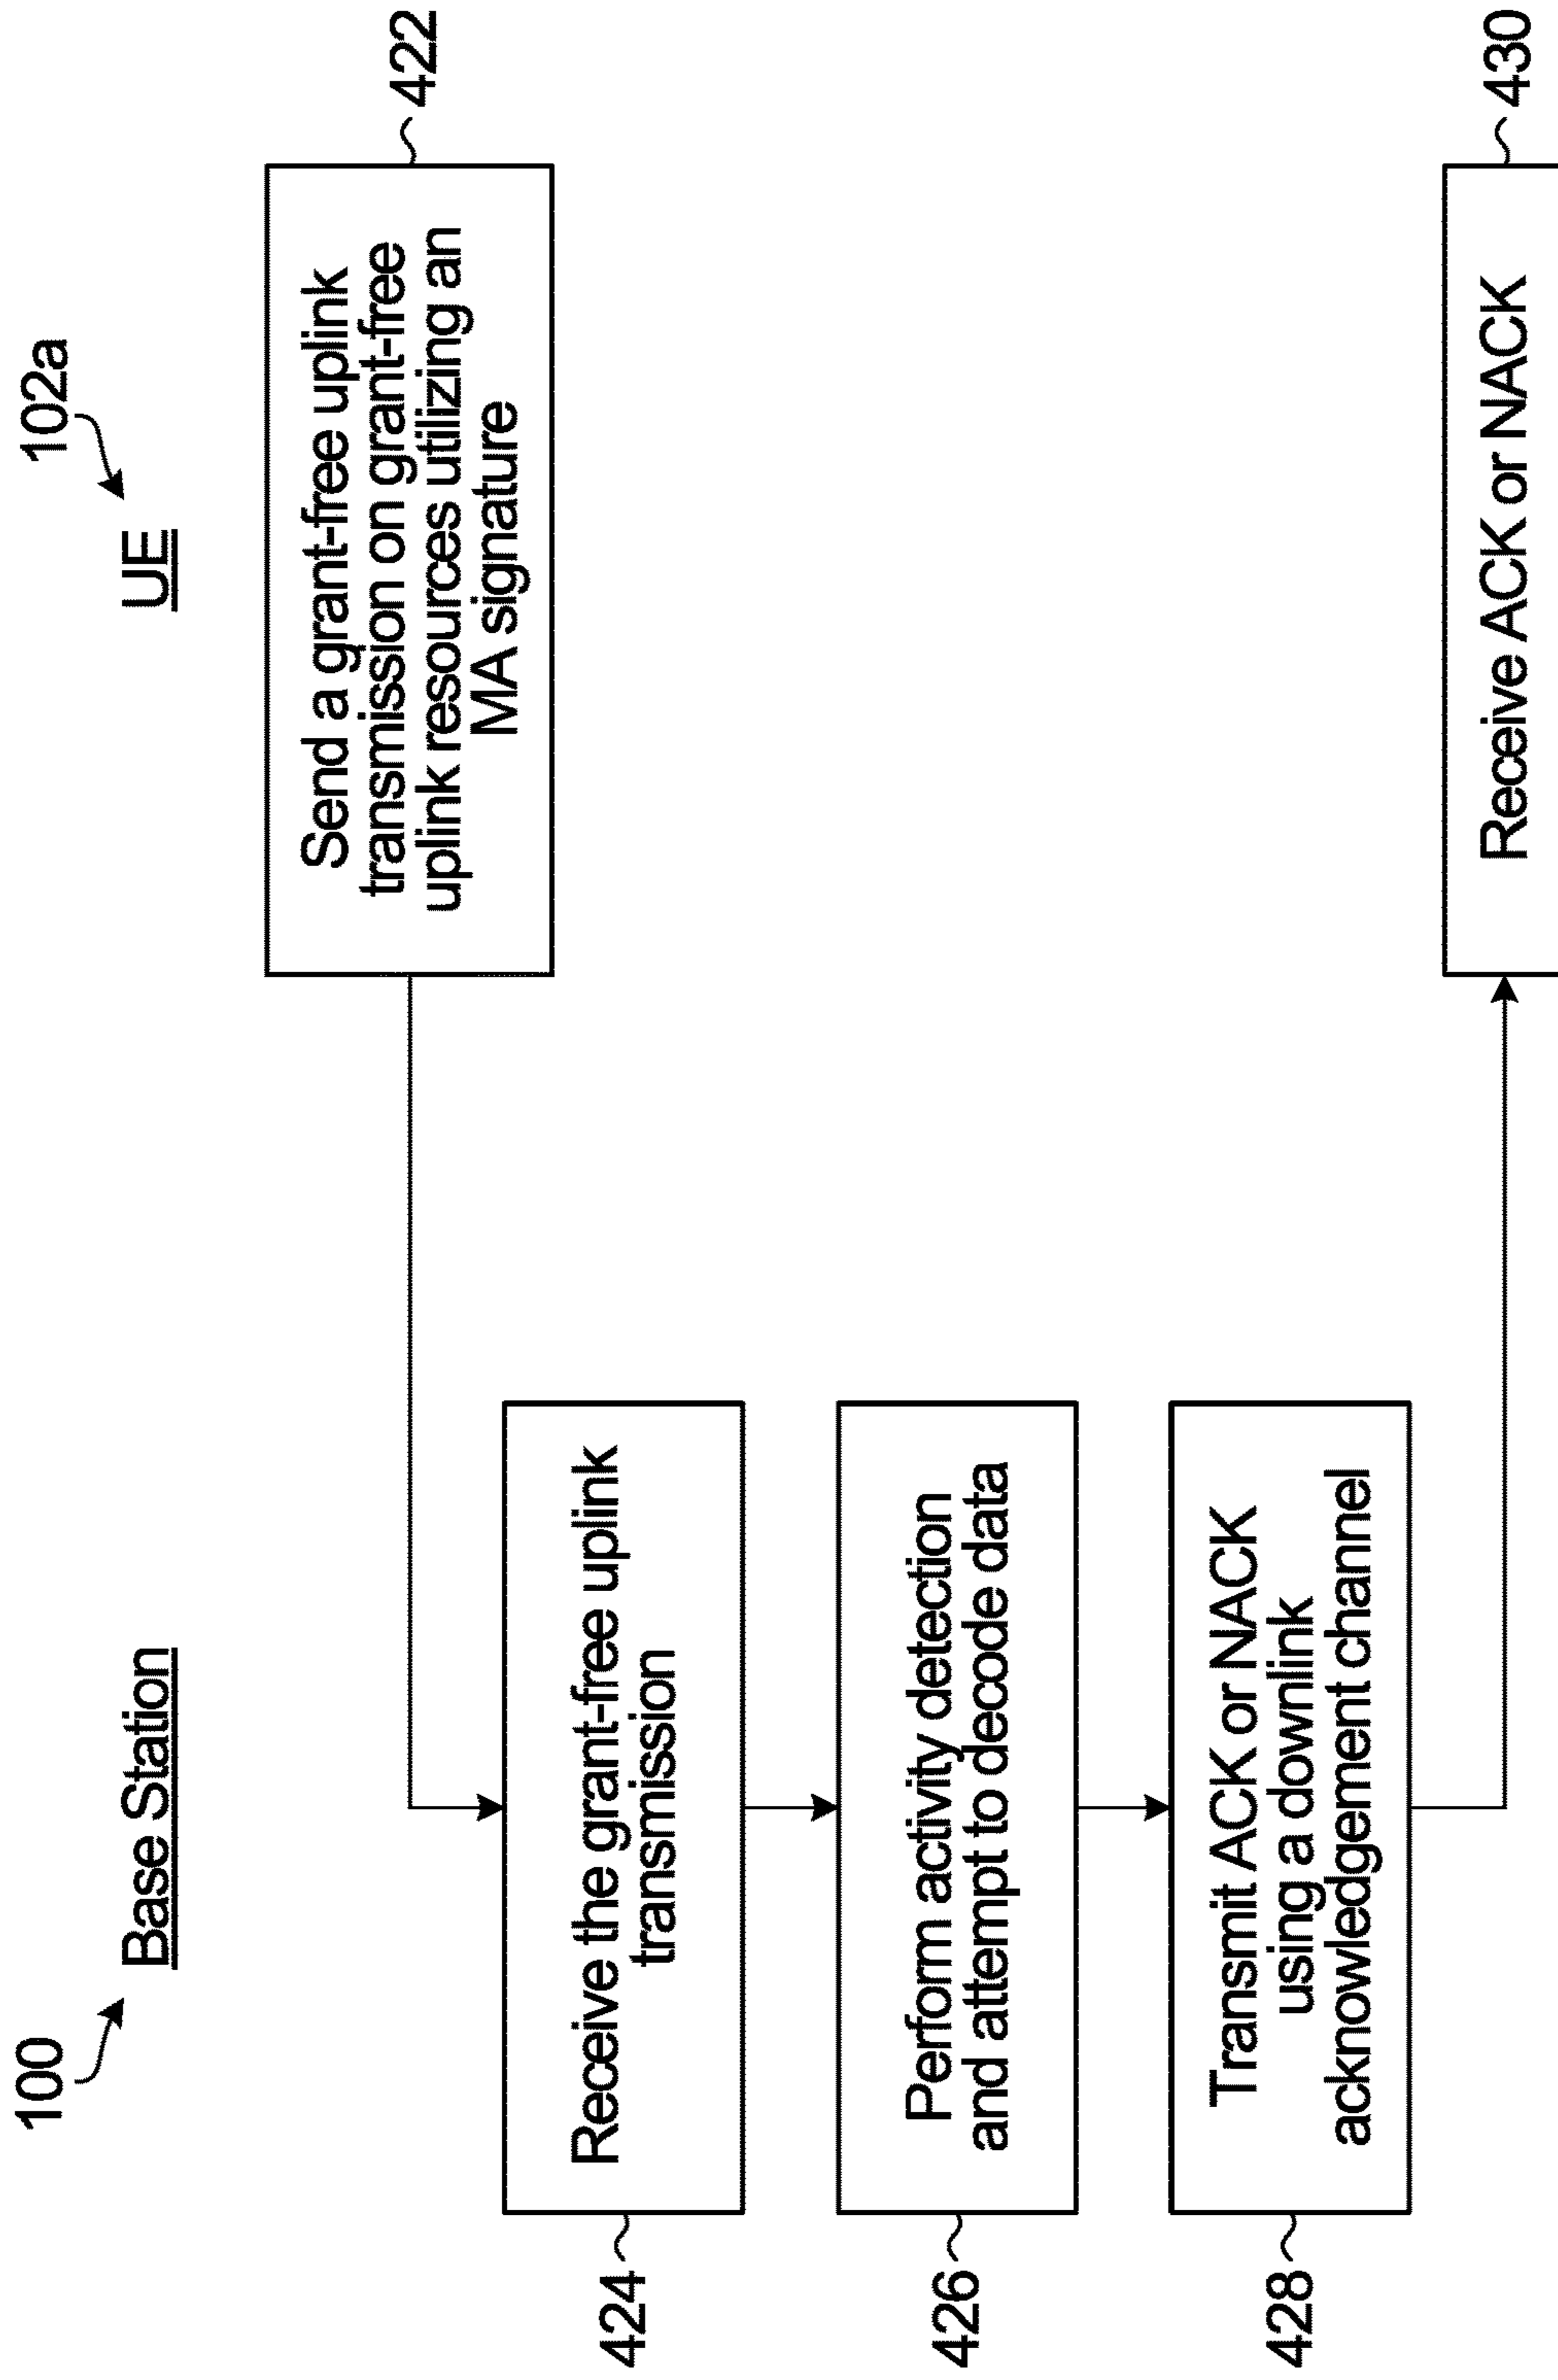 100
Base Station
102a
UE
Send a grant-free uplink
transmission on grant-free
uplink resources utilizing an
MA signature
422
Receive the grant-free uplink
transmission
424
Perform activity detection
and attempt to decode data
426
Transmit ACK or NACK
using a downlink
acknowledgement channel
428
Receive ACK or NACK
430